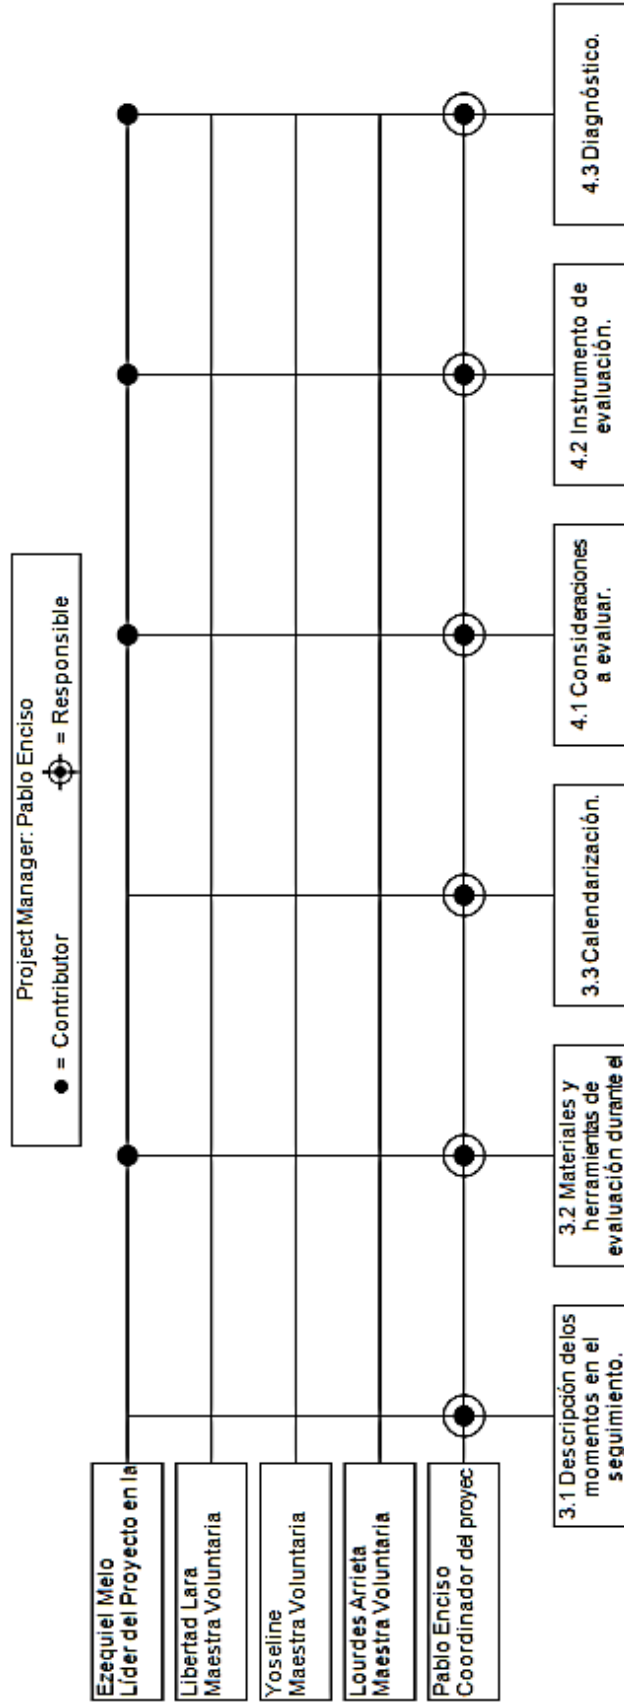 Project Manager: Pablo Enciso
= Contributor
= Responsible
Ezequiel Melo
Líder del Proyecto en la
Libertad Lara
Maestra Voluntaria
Yoseline
Maestra Voluntaria
Lourdes Arrieta
Maestra Voluntaria
Pablo Enciso
Coordinador del proyec
3.1 Descripción delos
momentos en el
seguimiento.
3.2 Materiales y
herramientas de
evaluación durante el
3.3 Calendarización.
4.1 Consideraciones
a evaluar.
4.2 Instrumento de
evaluación.
4.3 Diagnóstico.